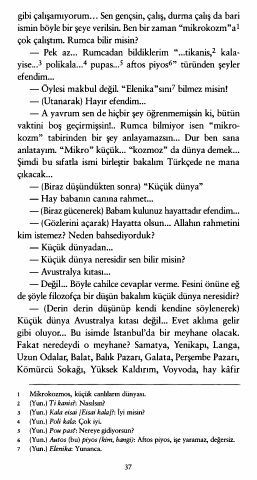 gibi çalışamıyorum... Sen gençsin, çalış, durma çalış da bari
ismin böyle bir şeye verilsin. Ben bir zaman "mikrokozm"a1
çok çalıştım. Rumca bilir misin?
— Pek az... Rumcadan bildiklerim "...tikanis,2 kala-
yise...3 polikala...4 pupas...5 aftos piyos6" türünden şeyler
efendim...
— Öylesi makbul değil. "Elenika"sını7 bilmez misin!
— (Utanarak) Hayır efendim...
— A yavrum sen de hiçbir şey öğrenmemişsin ki, bütün
vaktini boş geçirmişsin!.. Rumca bilmiyor isen "mikro-
kozm" tabirinden bir şey anlayamazsın... Dur ben sana
anlatayım. "Mikro" küçük... "kozmoz" da dünya demek...
Şimdi bu sıfatla ismi birleştir bakalım Türkçede ne mana
çıkacak...
— (Biraz düşündükten sonra) "Küçük dünya"
— Hay babanın canına rahmet...
— (Biraz gücenerek) Babam kulunuz hayattadır efendim...
— (Gözlerini açarak) Hayatta olsun... Allahın rahmetini
kim istemez? Neden bahsediyorduk?
— Küçük dünyadan...
— Küçük dünya neresidir sen bilir misin?
— Avustralya kıtası...
— Değil... Böyle cahilce cevaplar verme. Fesini önüne eğ
de şöyle filozofça bir düşün bakalım küçük dünya neresidir?
— (Derin derin düşünüp kendi kendine söylenerek)
Küçük dünya Avustralya kıtası değil... Evet aklıma gelir
gibi oluyor... Bu isimde İstanbul'da bir meyhane olacak.
Fakat neredeydi o meyhane? Samatya, Yenikapı, Langa,
Uzun Odalar, Balat, Balık Pazarı, Galata, Perşembe Pazarı,
Kömürcü Sokağı, Yüksek Kaldırım, Voyvoda, hay kâfir
1 Mikrokozmos, küçük canlıların dünyası.
2 (Yun.) Ti kanis?: Nasılsın?
3 (Yun.) Kala eisai [Eisai kala]?: İyi misin?
4 (Yun.) Poli kala: Çok iyi.
5 (Yun.) Pou pas?: Nereye gidiyorsun?
6 (Yun.) Autos (bu) piyos (kim, hangi): Aftos piyos, işe yaramaz, değersiz.
7 (Yun.) Elenika: Yunanca.
37